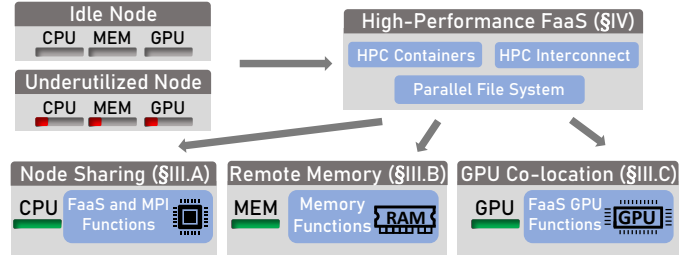 Idle Node
CPU MEM GPU
Underutilized Node
CPU MEM GPU
High-Performance FaaS (§IV)
HPC Containers
HPC Interconnect
Parallel File System
Node Sharing (§III.A)
CPU
FaaS and MPI
Functions
Remote Memory (§III.B)
MEM
Memory
Functions
RAM
GPU Co-location (§III.C)
GPU
FaaS GPU
Functions
GPU